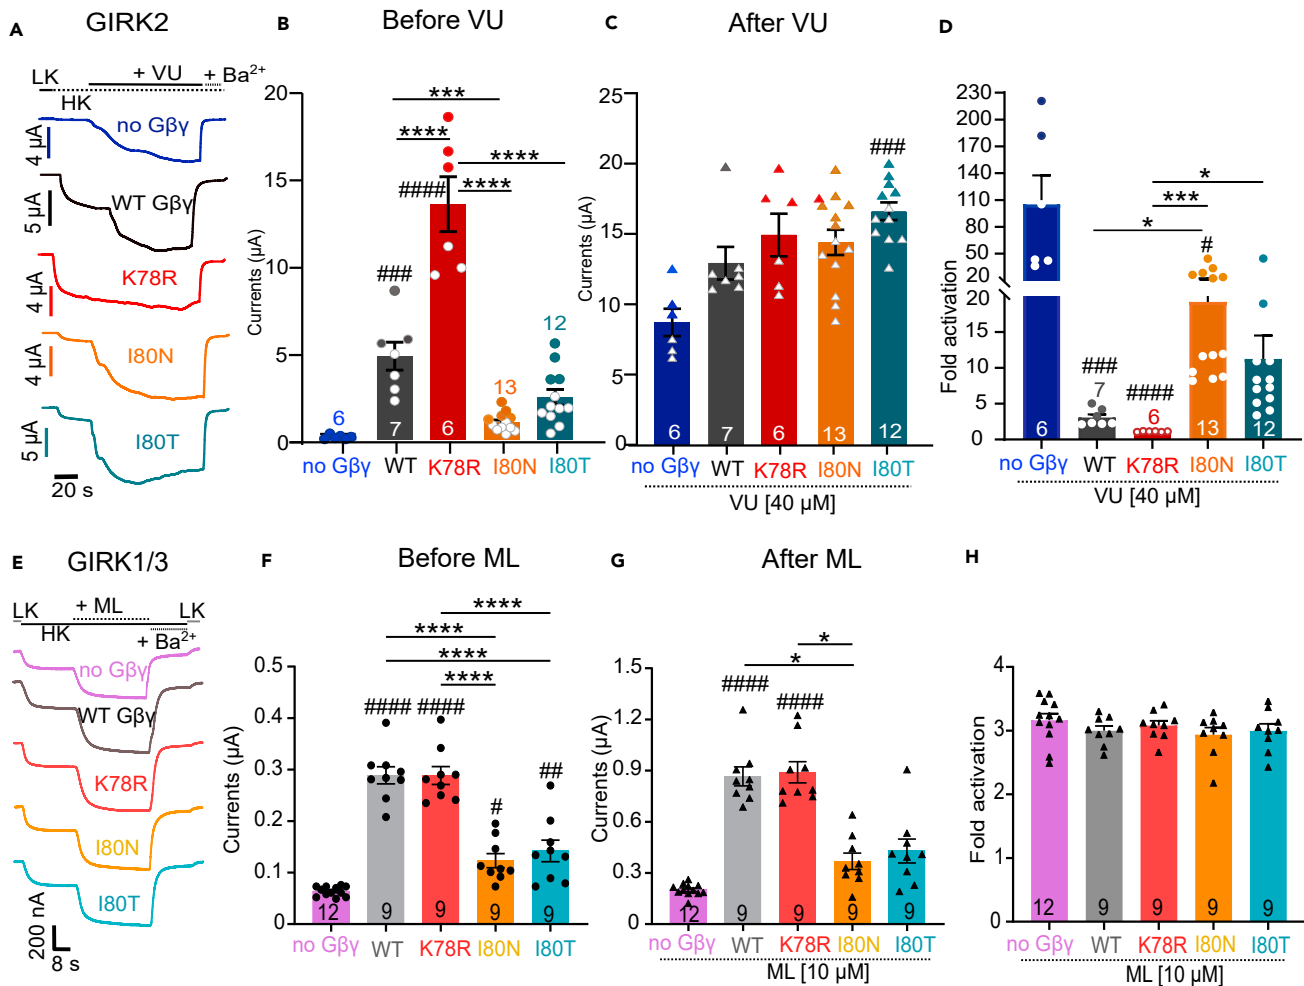 A
GIRK2
LK
+ VU
+ Ba²⁺
HK
no Gβγ
4 µA
WT Gβγ
5 µA
K78R
4 µA
I80N
4 µA
I80T
5 µA
20 s
B
Before VU
Currents (µA)
20
15
10
5
0
***
****
****
****
####
###
6
7
6
13
12
no Gβγ
WT
K78R
I80N
I80T
C
After VU
Currents (µA)
25
20
15
10
5
0
###
6
7
6
13
12
no Gβγ
WT
K78R
I80N
I80T
VU [40 µM]
D
Fold activation
230
200
170
140
110
80
50
20
20
15
10
5
0
*
***
*
#
###
####
6
7
6
13
12
no Gβγ
WT
K78R
I80N
I80T
VU [40 µM]
E
GIRK1/3
LK
+ ML
LK
HK
+ Ba²⁺
no Gβγ
WT Gβγ
K78R
I80N
I80T
200 nA
8 s
F
Before ML
Currents (µA)
0.5
0.4
0.3
0.2
0.1
0
****
****
****
****
####
####
#
##
12
9
9
9
9
no Gβγ
WT
K78R
I80N
I80T
G
After ML
Currents (µA)
1.5
1.2
0.9
0.6
0.3
0
*
*
####
####
12
9
9
9
9
no Gβγ
WT
K78R
I80N
I80T
ML [10 µM]
H
Fold activation
4
3
2
1
0
12
9
9
9
9
no Gβγ
WT
K78R
I80N
I80T
ML [10 µM]